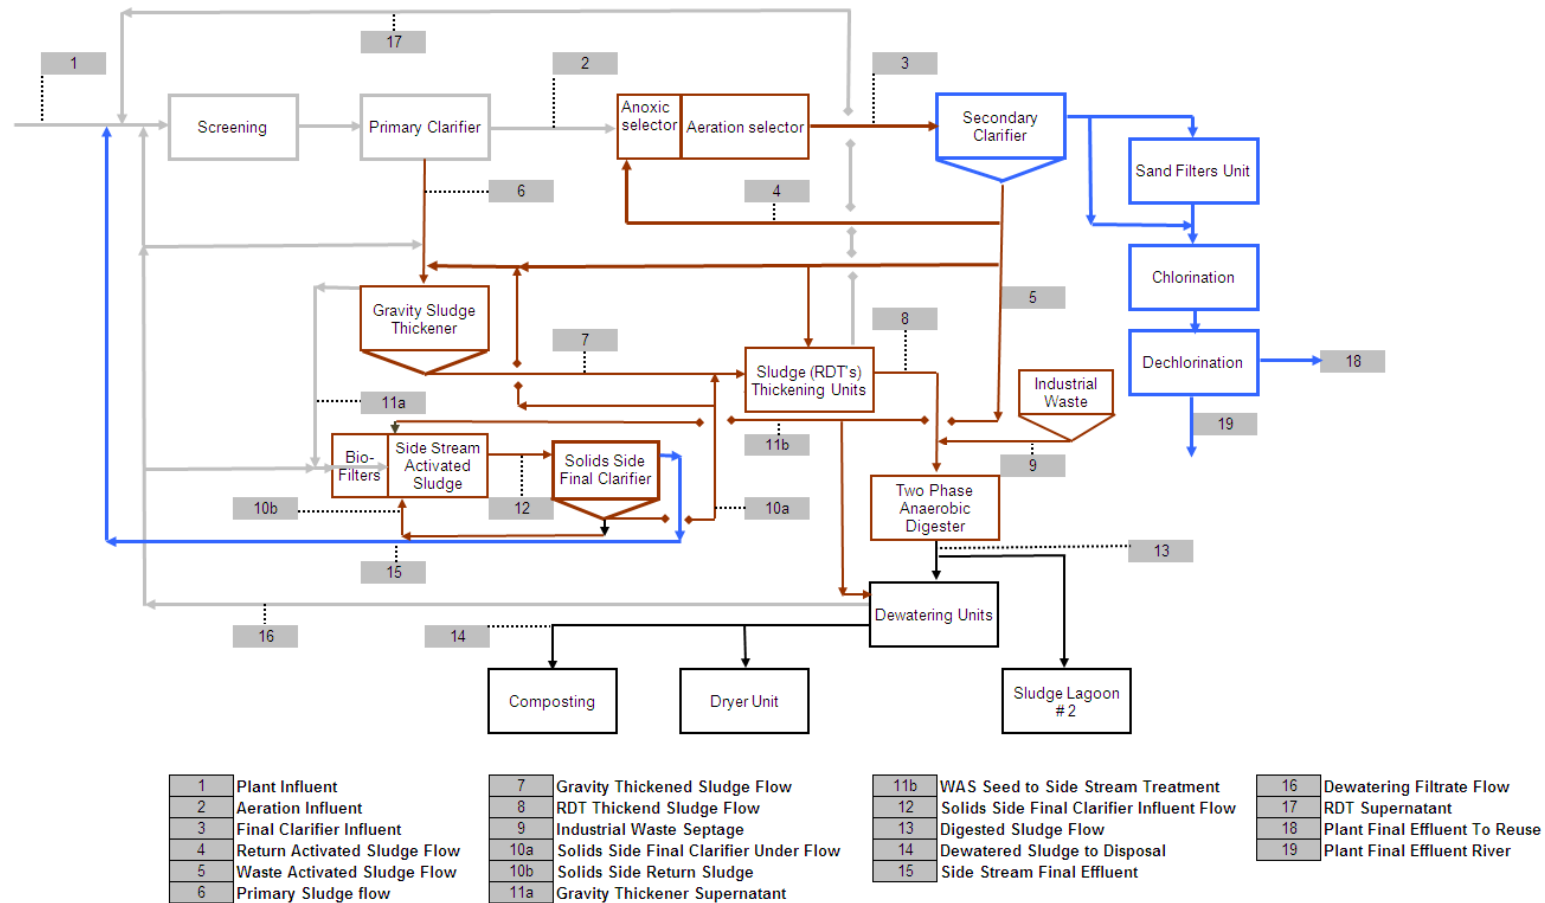 17
1
2
3
Screening
Primary Clarifier
Anoxic
selector
Aeration selector
Secondary
Clarifier
Sand Filters Unit
6
4
Chlorination
5
Gravity Sludge
Thickener
8
7
Sludge (RDT's)
Thickening Units
Dechlorination
18
Industrial
Waste
11a
19
11b
Bio-
Filters
Side Stream
Activated
Sludge
Solids Side
Final Clarifier
9
10b
12
10a
Two Phase
Anaerobic
Digester
13
15
Dewatering Units
16
14
Composting
Dryer Unit
Sludge Lagoon
# 2
1 Plant Influent
2 Aeration Influent
3 Final Clarifier Influent
4 Return Activated Sludge Flow
5 Waste Activated Sludge Flow
6 Primary Sludge flow
7 Gravity Thickened Sludge Flow
8 RDT Thickend Sludge Flow
9 Industrial Waste Septage
10a Solids Side Final Clarifier Under Flow
10b Solids Side Return Sludge
11a Gravity Thickener Supernatant
11b WAS Seed to Side Stream Treatment
12 Solids Side Final Clarifier Influent Flow
13 Digested Sludge Flow
14 Dewatered Sludge to Disposal
15 Side Stream Final Effluent
16 Dewatering Filtrate Flow
17 RDT Supernatant
18 Plant Final Effluent To Reuse
19 Plant Final Effluent River